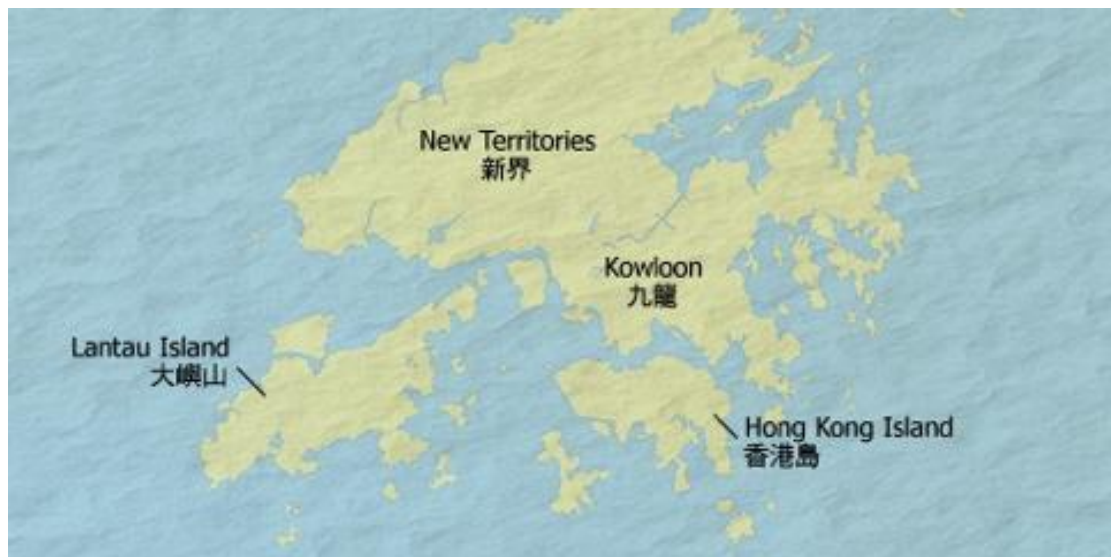 New Territories
新界
Kowloon
九龍
Lantau Island
大嶼山
Hong Kong Island
香港島